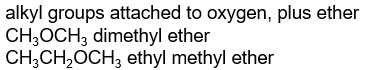 alkyl groups attached to oxygen, plus ether
CH₃OCH₃ dimethyl ether
CH₃CH₂OCH₃ ethyl methyl ether